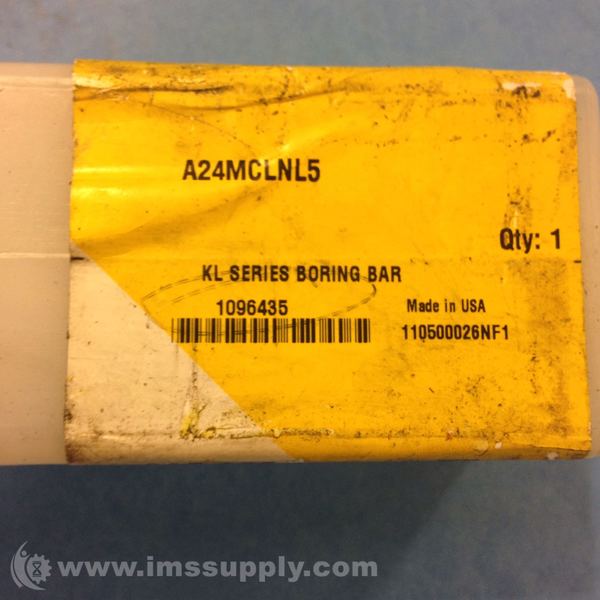 A24MCLNL5
Qty: 1
KL SERIES BORING BAR
1096435
Made in USA
110500026NF1
www.imssupply.com